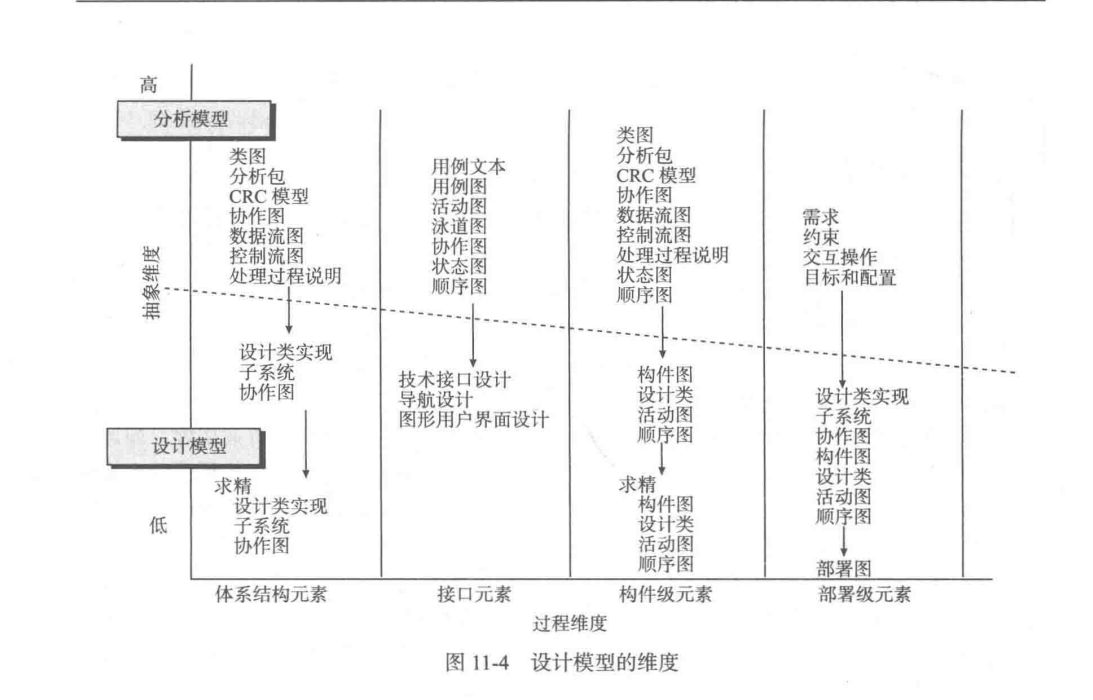 高
分析模型
类图
分析包
CRC 模型
协作图
数据流图
控制流图
处理过程说明
设计类实现
子系统
协作图
求精
设计类实现
子系统
协作图
用例文本
用例图
活动图
泳道图
协作图
状态图
顺序图
技术接口设计
导航设计
图形用户界面设计
类图
分析包
CRC 模型
协作图
数据流图
控制流图
处理过程说明
状态图
顺序图
构件图
设计类
活动图
顺序图
求精
构件图
设计类
活动图
顺序图
需求
约束
交互操作
目标和配置
设计类实现
子系统
协作图
构件图
设计类
活动图
顺序图
部署图
抽象维度
设计模型
低
体系结构元素
接口元素
构件级元素
部署级元素
过程维度
图 11-4 设计模型的维度